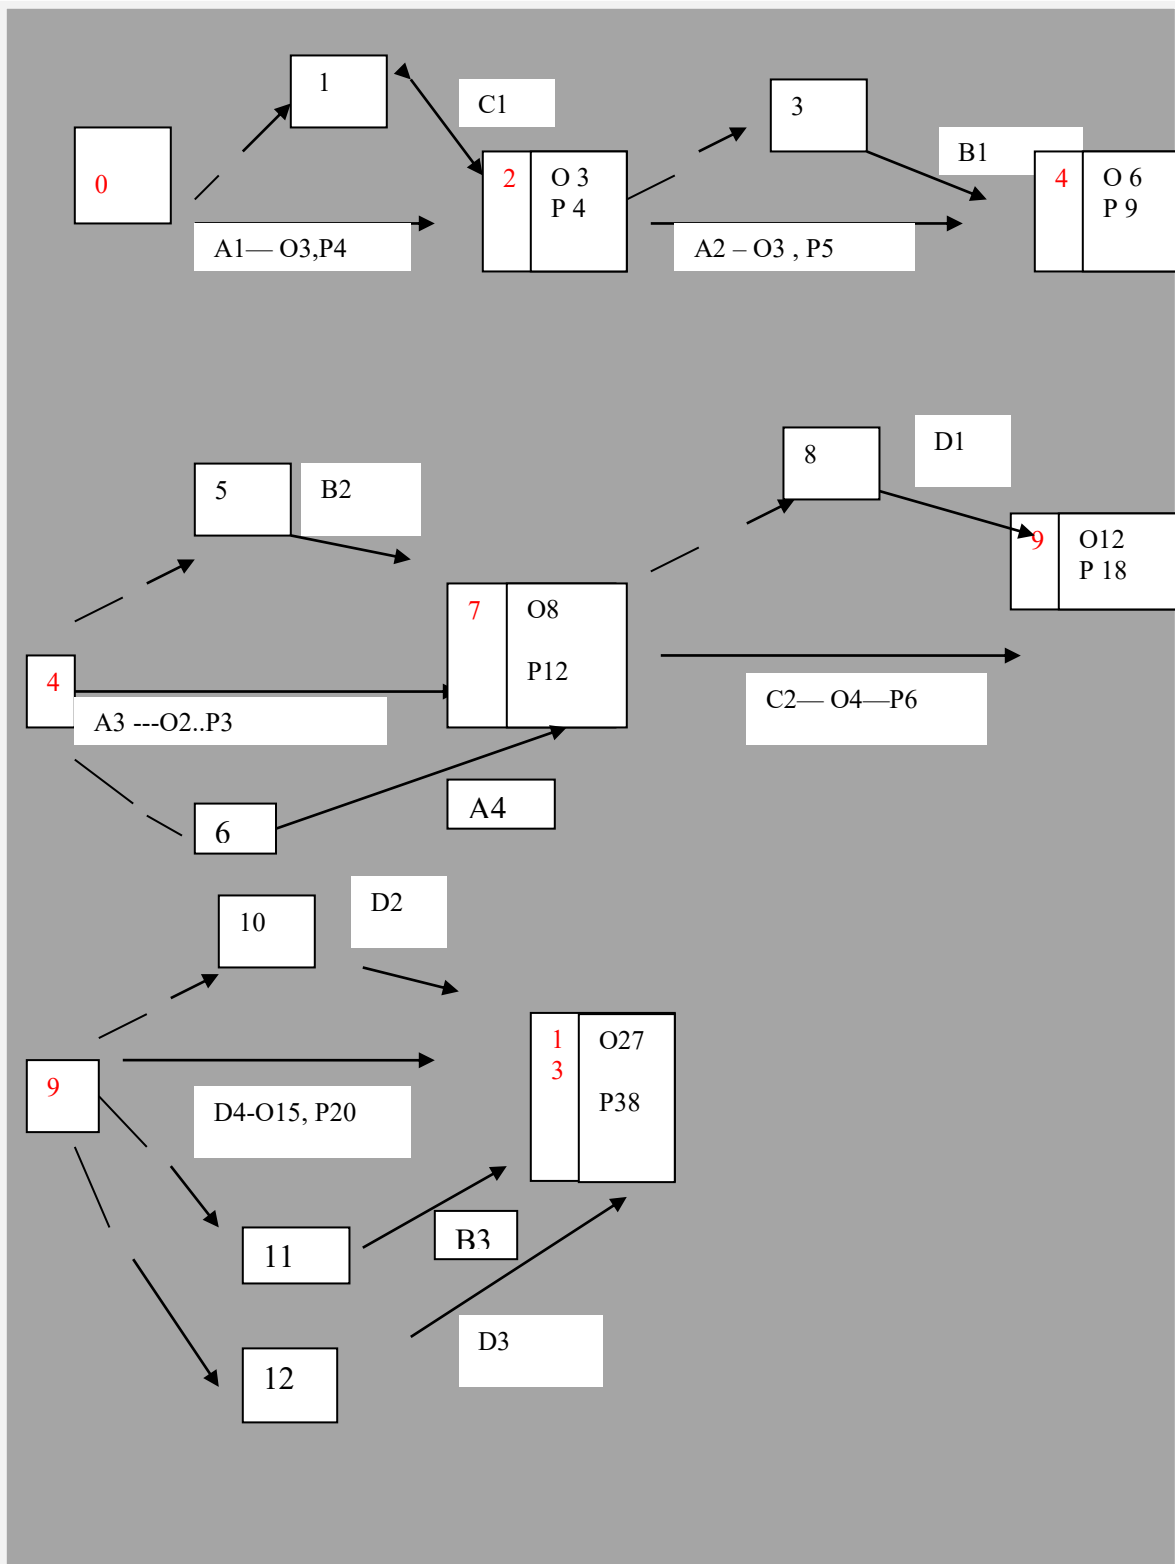 1
C1
3
B1
0
2
O 3
P 4
4
O 6
P 9
A1— O3,P4
A2 – O3 , P5
8
D1
5
B2
9
O12
P 18
7
O8
P12
4
A3 ---O2..P3
C2— O4—P6
A4
6
10
D2
1
3
O27
P38
9
D4-O15, P20
11
B3
12
D3